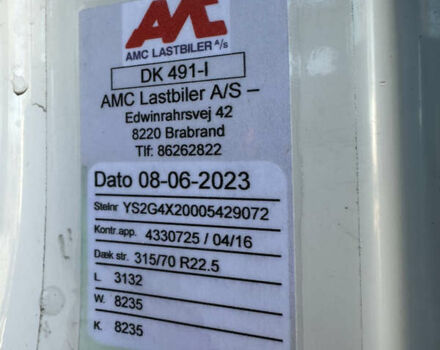 AMC
AMC LASTBILER A/s
DK 491-I
AMC Lastbiler A/S –
Edwinrahrsvej 42
8220 Brabrand
Tlf: 86262822
Dato 08-06-2023
Stelnr YS2G4X20005429072
Kontr.app. 4330725 / 04/16
Dæk str. 315/70 R22.5
L. 3132
W. 8235
K. 8235